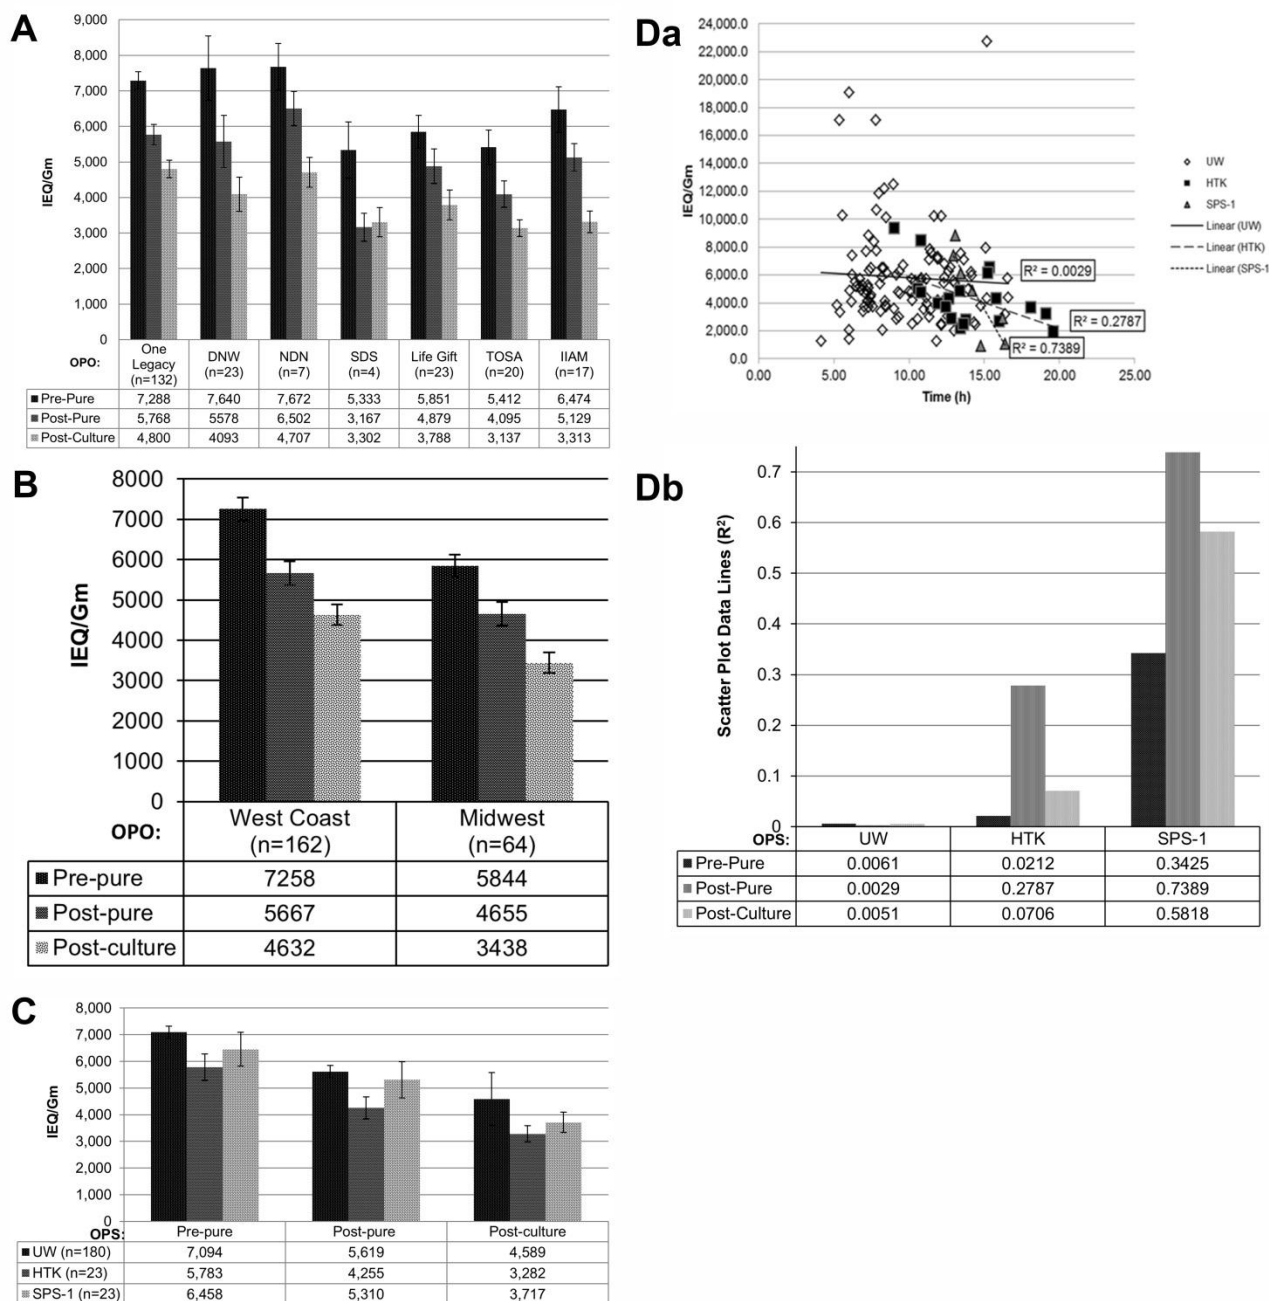 A
9,000
8,000
7,000
6,000
5,000
4,000
3,000
2,000
1,000
0
IEQ/Gm
OPO:
One Legacy (n=132) DNW (n=23) NDN (n=7) SDS (n=4) Life Gift (n=23) TOSA (n=20) IIAM (n=17)
Pre-Pure 7,288 7,640 7,672 5,333 5,851 5,412 6,474
Post-Pure 5,768 5578 6,502 3,167 4,879 4,095 5,129
Post-Culture 4,800 4093 4,707 3,302 3,788 3,137 3,313
B
8000
7000
6000
5000
4000
3000
2000
1000
0
IEQ/Gm
OPO:
West Coast (n=162) Midwest (n=64)
Pre-pure 7258 5844
Post-pure 5667 4655
Post-culture 4632 3438
C
8,000
7,000
6,000
5,000
4,000
3,000
2,000
1,000
0
IEQ/Gm
OPS: Pre-pure Post-pure Post-culture
UW (n=180) 7,094 5,619 4,589
HTK (n=23) 5,783 4,255 3,282
SPS-1 (n=23) 6,458 5,310 3,717
Da
24,000.0
22,000.0
20,000.0
18,000.0
16,000.0
14,000.0
12,000.0
10,000.0
8,000.0
6,000.0
4,000.0
2,000.0
0.0
IEQ/Gm
0.00 5.00 10.00 15.00 20.00 25.00
Time (h)
R² = 0.0029
R² = 0.2787
R² = 0.7389
UW
HTK
SPS-1
Linear (UW)
Linear (HTK)
Linear (SPS-1
Db
0.7
0.6
0.5
0.4
0.3
0.2
0.1
0
Scatter Plot Data Lines (R²)
OPS: UW HTK SPS-1
Pre-Pure 0.0061 0.0212 0.3425
Post-Pure 0.0029 0.2787 0.7389
Post-Culture 0.0051 0.0706 0.5818